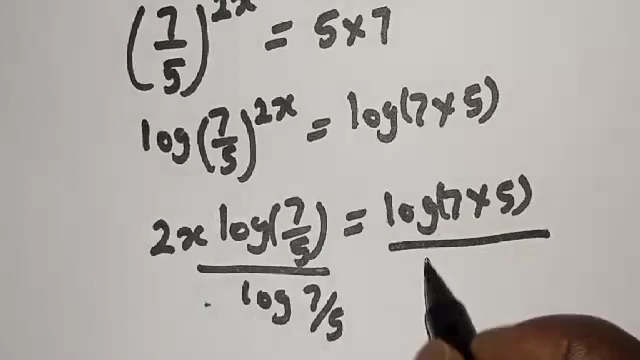 (7/5)^2x = 5×7
log(7/5)^2x = log(7×5)
2x log(7/5) = log(7×5)
log 7/5